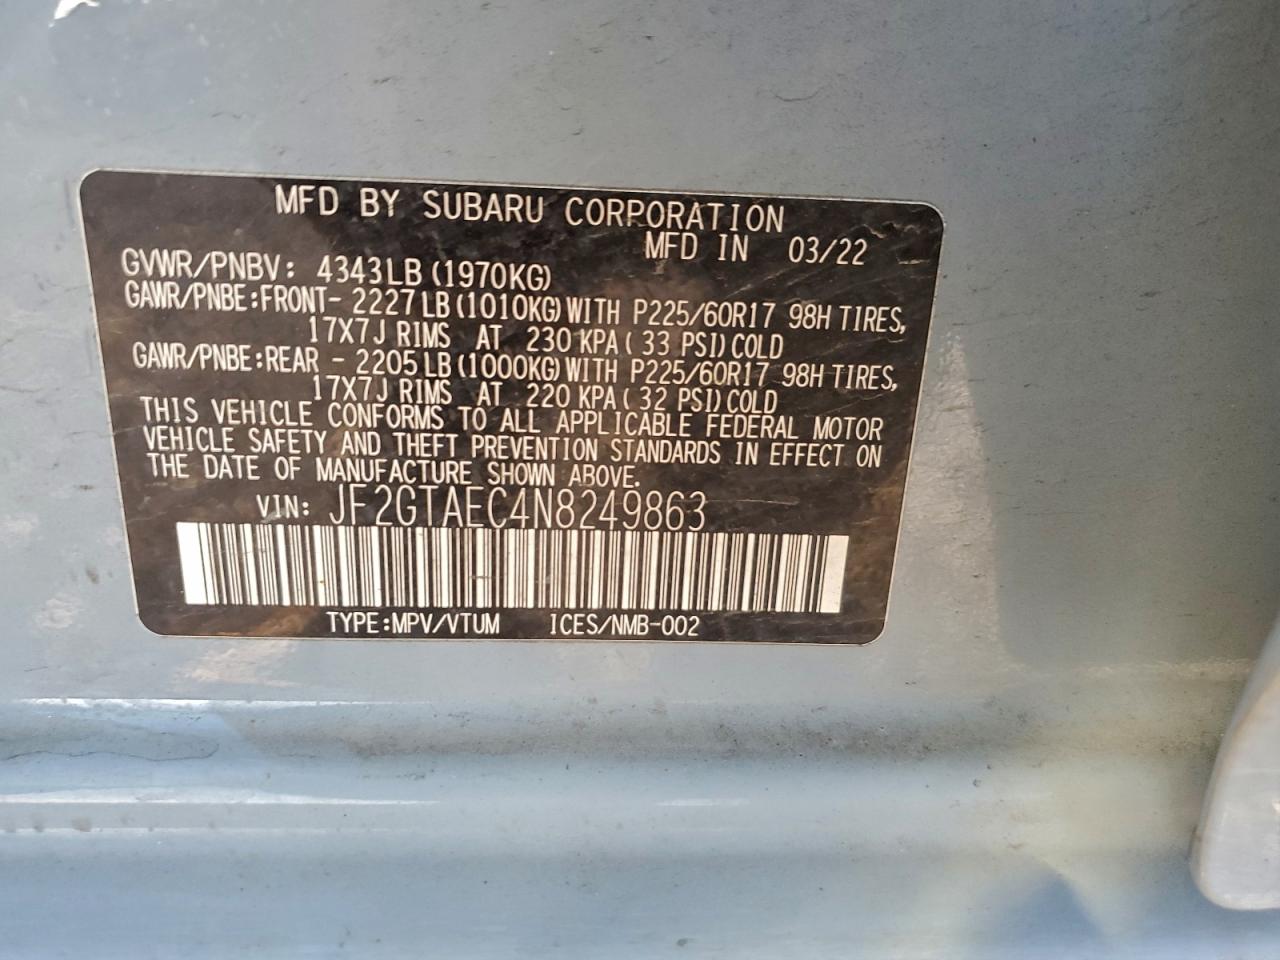 MFD BY SUBARU CORPORATION
MFD IN 03/22
GVWR/PNBV: 4343LB (1970KG)
GAWR/PNBE:FRONT- 2227LB (1010KG) WITH P225/60R17 98H TIRES,
17X7J RIMS AT 230 KPA ( 33 PSI) COLD
GAWR/PNBE:REAR - 2205LB (1000KG) WITH P225/60R17 98H TIRES,
17X7J RIMS AT 220 KPA ( 32 PSI) COLD
THIS VEHICLE CONFORMS TO ALL APPLICABLE FEDERAL MOTOR
VEHICLE SAFETY AND THEFT PREVENTION STANDARDS IN EFFECT ON
THE DATE OF MANUFACTURE SHOWN ABOVE.
VIN: JF2GTAEC4N8249863
TYPE:MPV/VTUM ICES/NMB-002